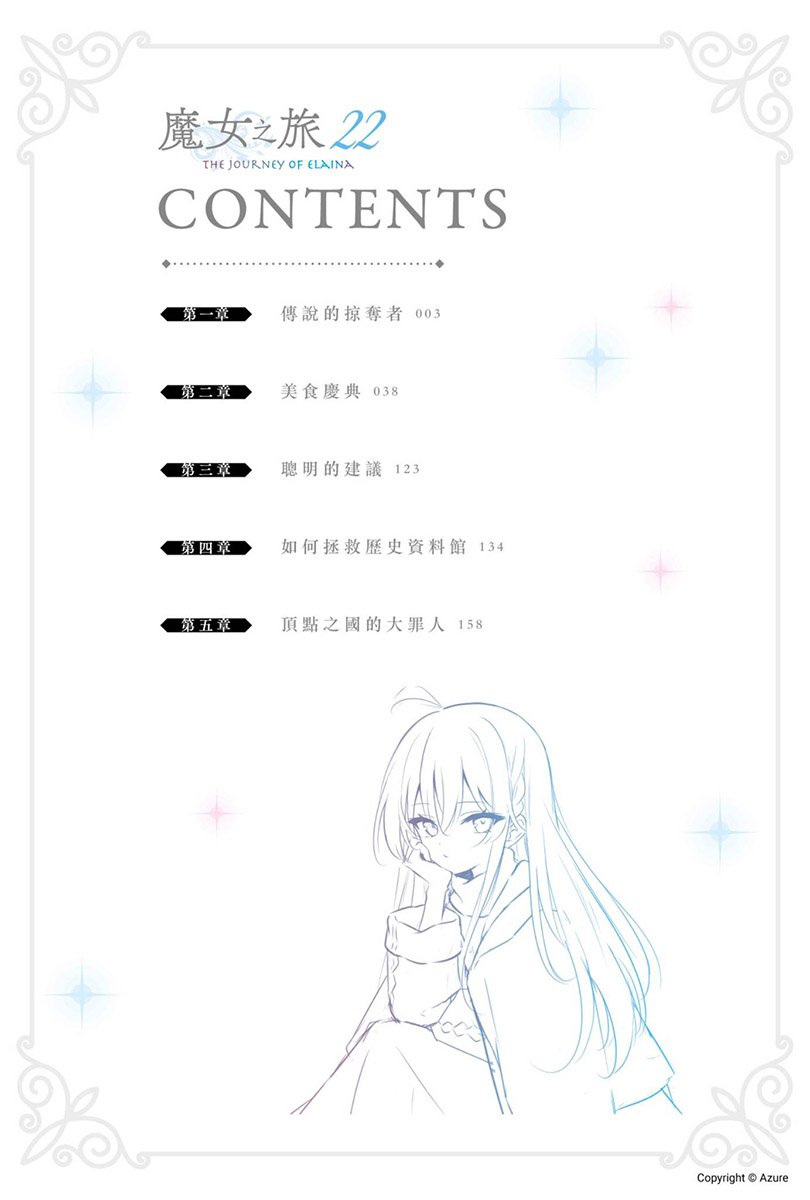 魔女之旅 22
THE JOURNEY OF ELAINA
CONTENTS
第一章 傳說的掠奪者 003
第二章 美食慶典 038
第三章 聰明的建議 123
第四章 如何拯救歷史資料館 134
第五章 頂點之國的大罪人 158
Copyright © Azure